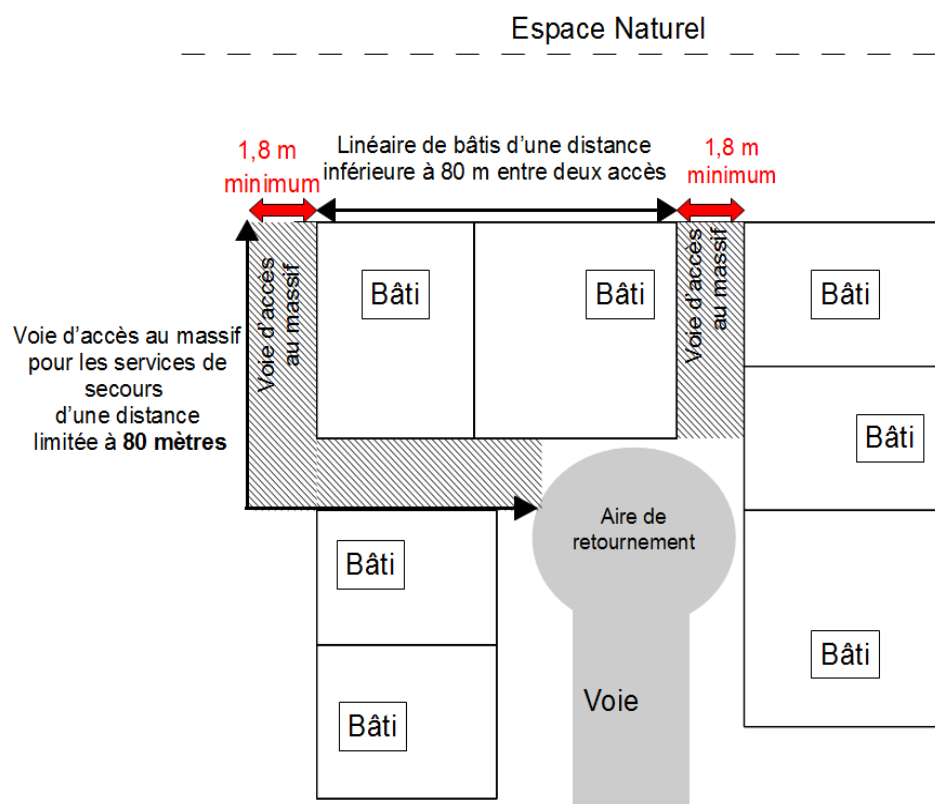 Espace Naturel
1,8 m
minimum
Linéaire de bâtis d’une distance
inférieure à 80 m entre deux accès
1,8 m
minimum
Voie d’accès au massif
pour les services de
secours
d’une distance
limitée à 80 mètres
Voie d’accès
au massif
Bâti
Bâti
Voie d’accès
au massif
Bâti
Bâti
Aire de
retournement
Bâti
Bâti
Voie
Bâti